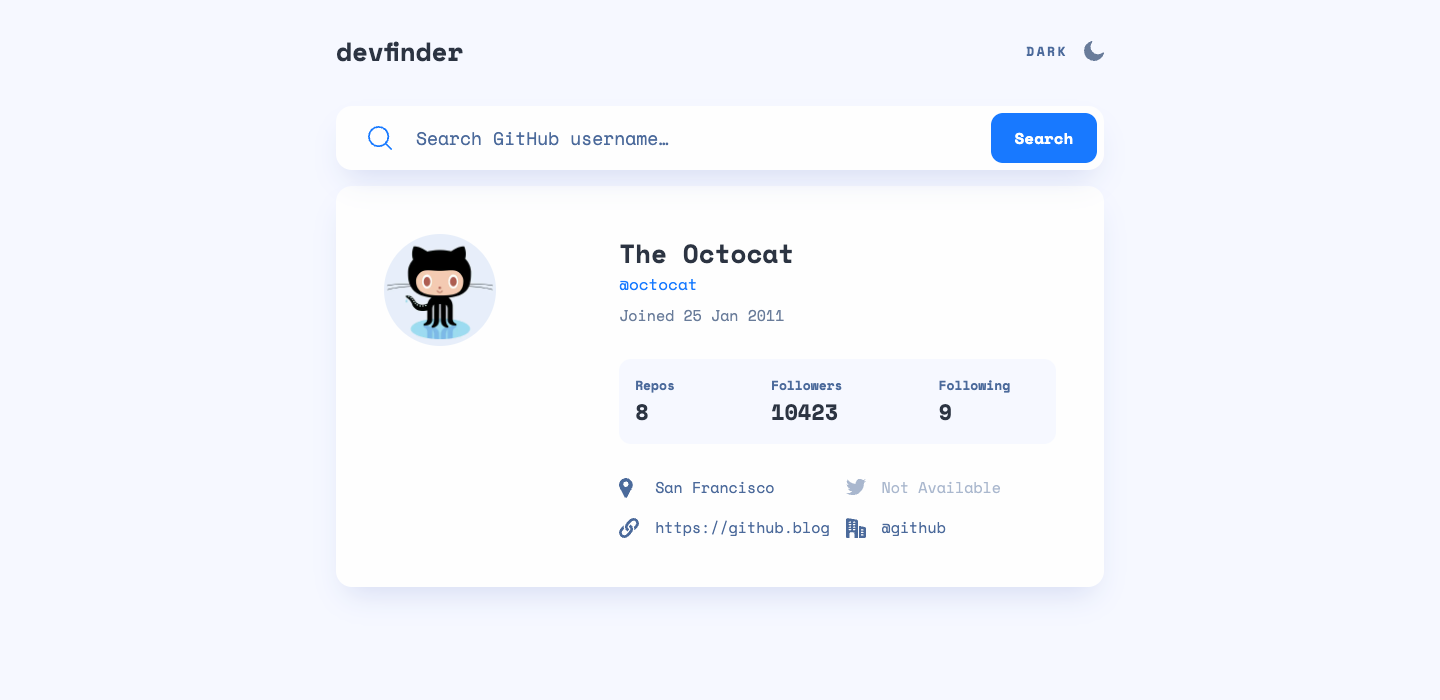 devfinder
DARK
Search GitHub username…
Search
The Octocat
@octocat
Joined 25 Jan 2011
Repos Followers Following
8 10423 9
San Francisco Not Available
https://github.blog @github